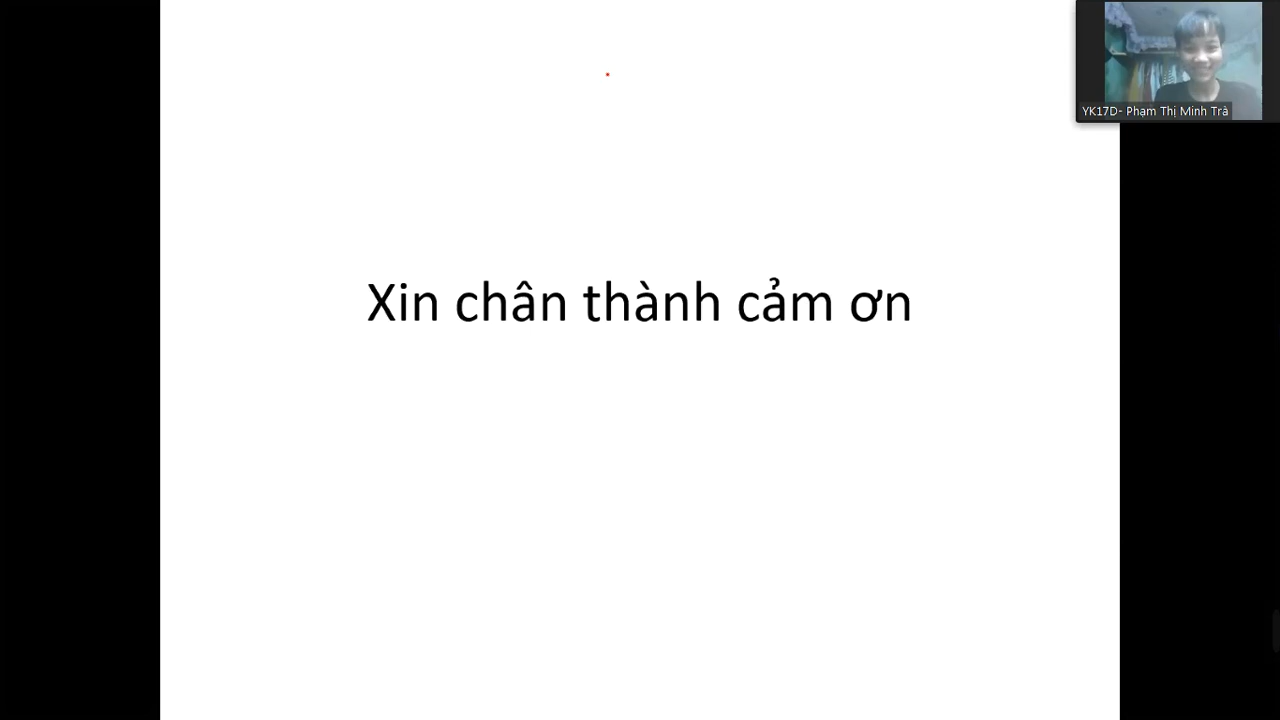 YK17D- Phạm Thị Minh Trà
Xin chân thành cảm ơn